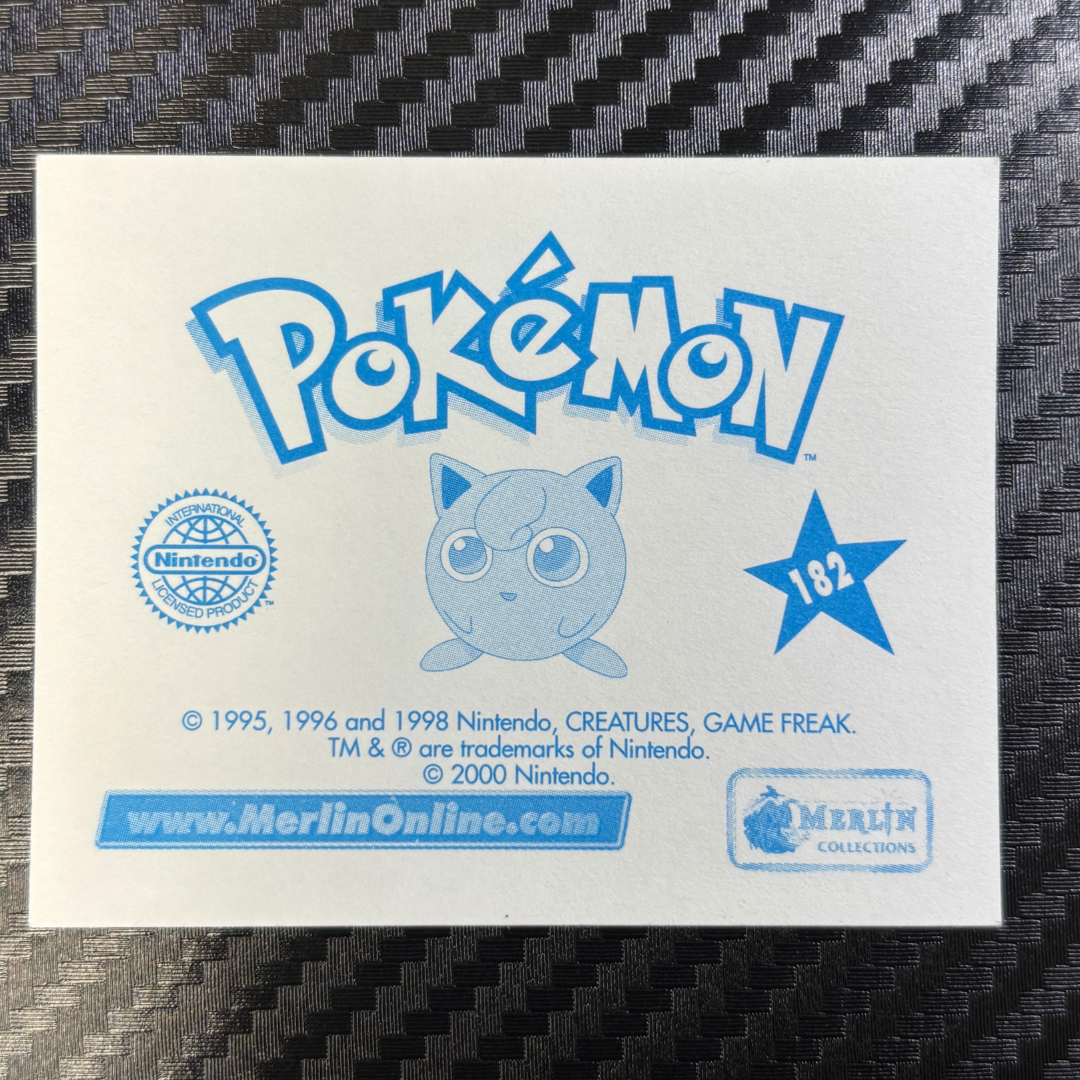 POKéMON
™
INTERNATIONAL
Nintendo®
LICENSED PRODUCT
™
182
© 1995, 1996 and 1998 Nintendo, CREATURES, GAME FREAK.
TM & ® are trademarks of Nintendo.
© 2000 Nintendo.
www.MerlinOnline.com
MERLIN
COLLECTIONS